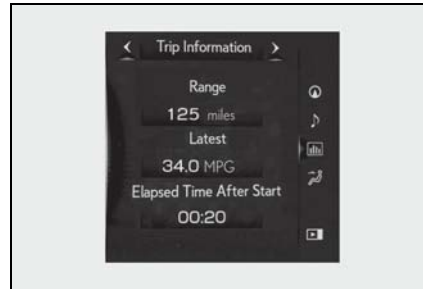 Trip Information
Range
125 miles
Latest
34.0 MPG
Elapsed Time After Start
00:20